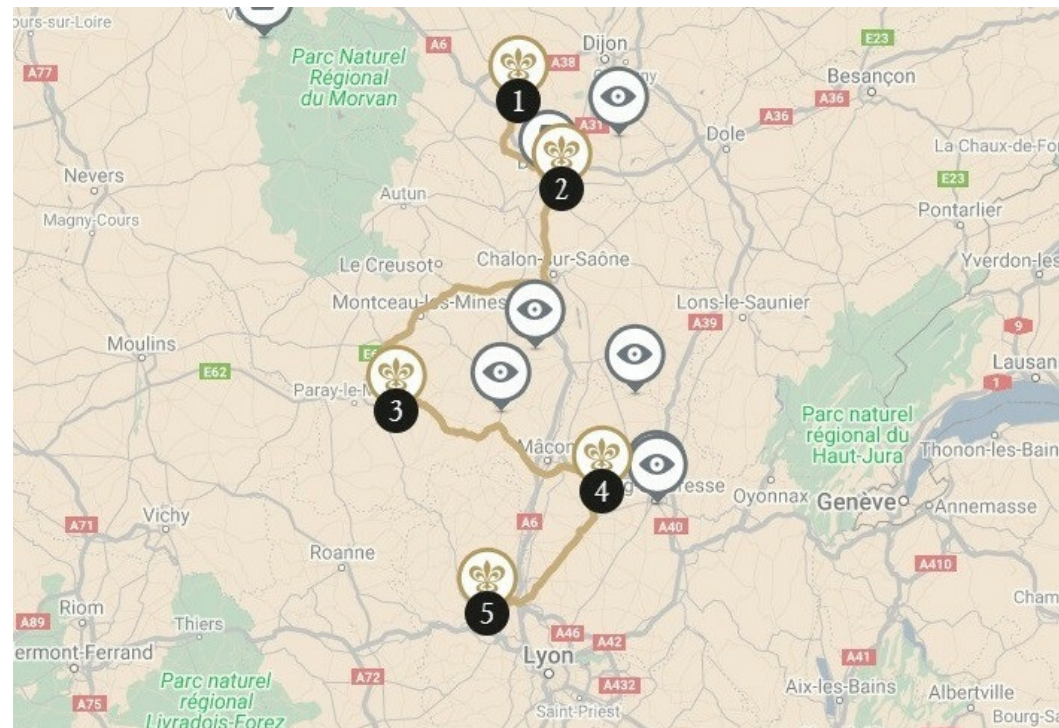 ours-sur-Loire
A77
Parc Naturel
Régional
du Morvan
A6
A38
Dijon
E23
Besançon
A36
A36
1
A31
Dole
La Chaux-de-Fo
Nevers
Magny-Cours
Autun
2
E23
Pontarlier
Le Creusot
Chalon-sur-Saône
Yverdon-les
Montceau-les-Mines
Lons-le-Saunier
A39
9
Moulins
Lausan
E62
1
Paray-le-M
3
Parc naturel
régional du
Haut-Jura
Thonon-les-Bain
Mâcon
4
resse
Oyonnax
Genève
Annemasse
A71
Vichy
A6
A40
Roanne
A410
5
Riom
Cham
A89
Thiers
A46
A42
ermont-Ferrand
Lyon
A72
A41
Parc naturel
régional
Livradois-Forez
A75
A432
Saint-Priest
Aix-les-Bains
Albertville
Bourg-S